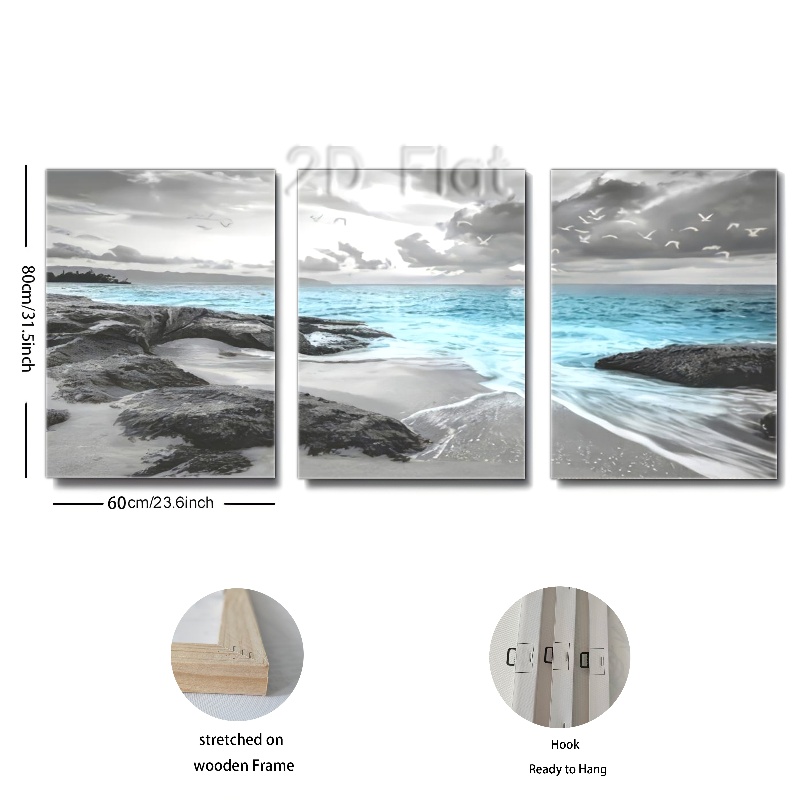 2D Flat
80cm/31.5inch
60cm/23.6inch
stretched on
wooden Frame
Hook
Ready to Hang